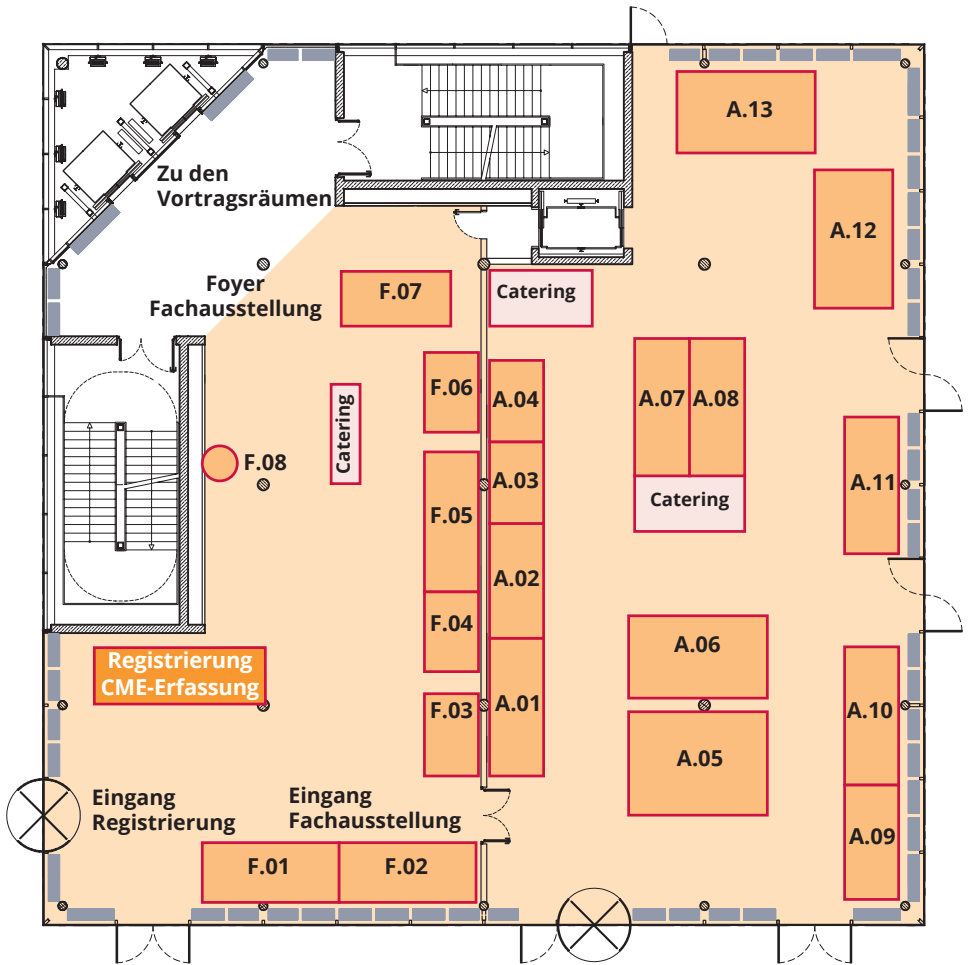 A.13
Zu den
Vortragsräumen
A.12
Foyer
Fachausstellung
F.07
Catering
F.06
A.04
A.07
A.08
Catering
F.08
A.03
A.11
Catering
F.05
A.02
F.04
A.06
Registrierung
CME-Erfassung
F.03
A.01
A.10
A.05
Eingang
Registrierung
Eingang
Fachausstellung
A.09
F.01
F.02